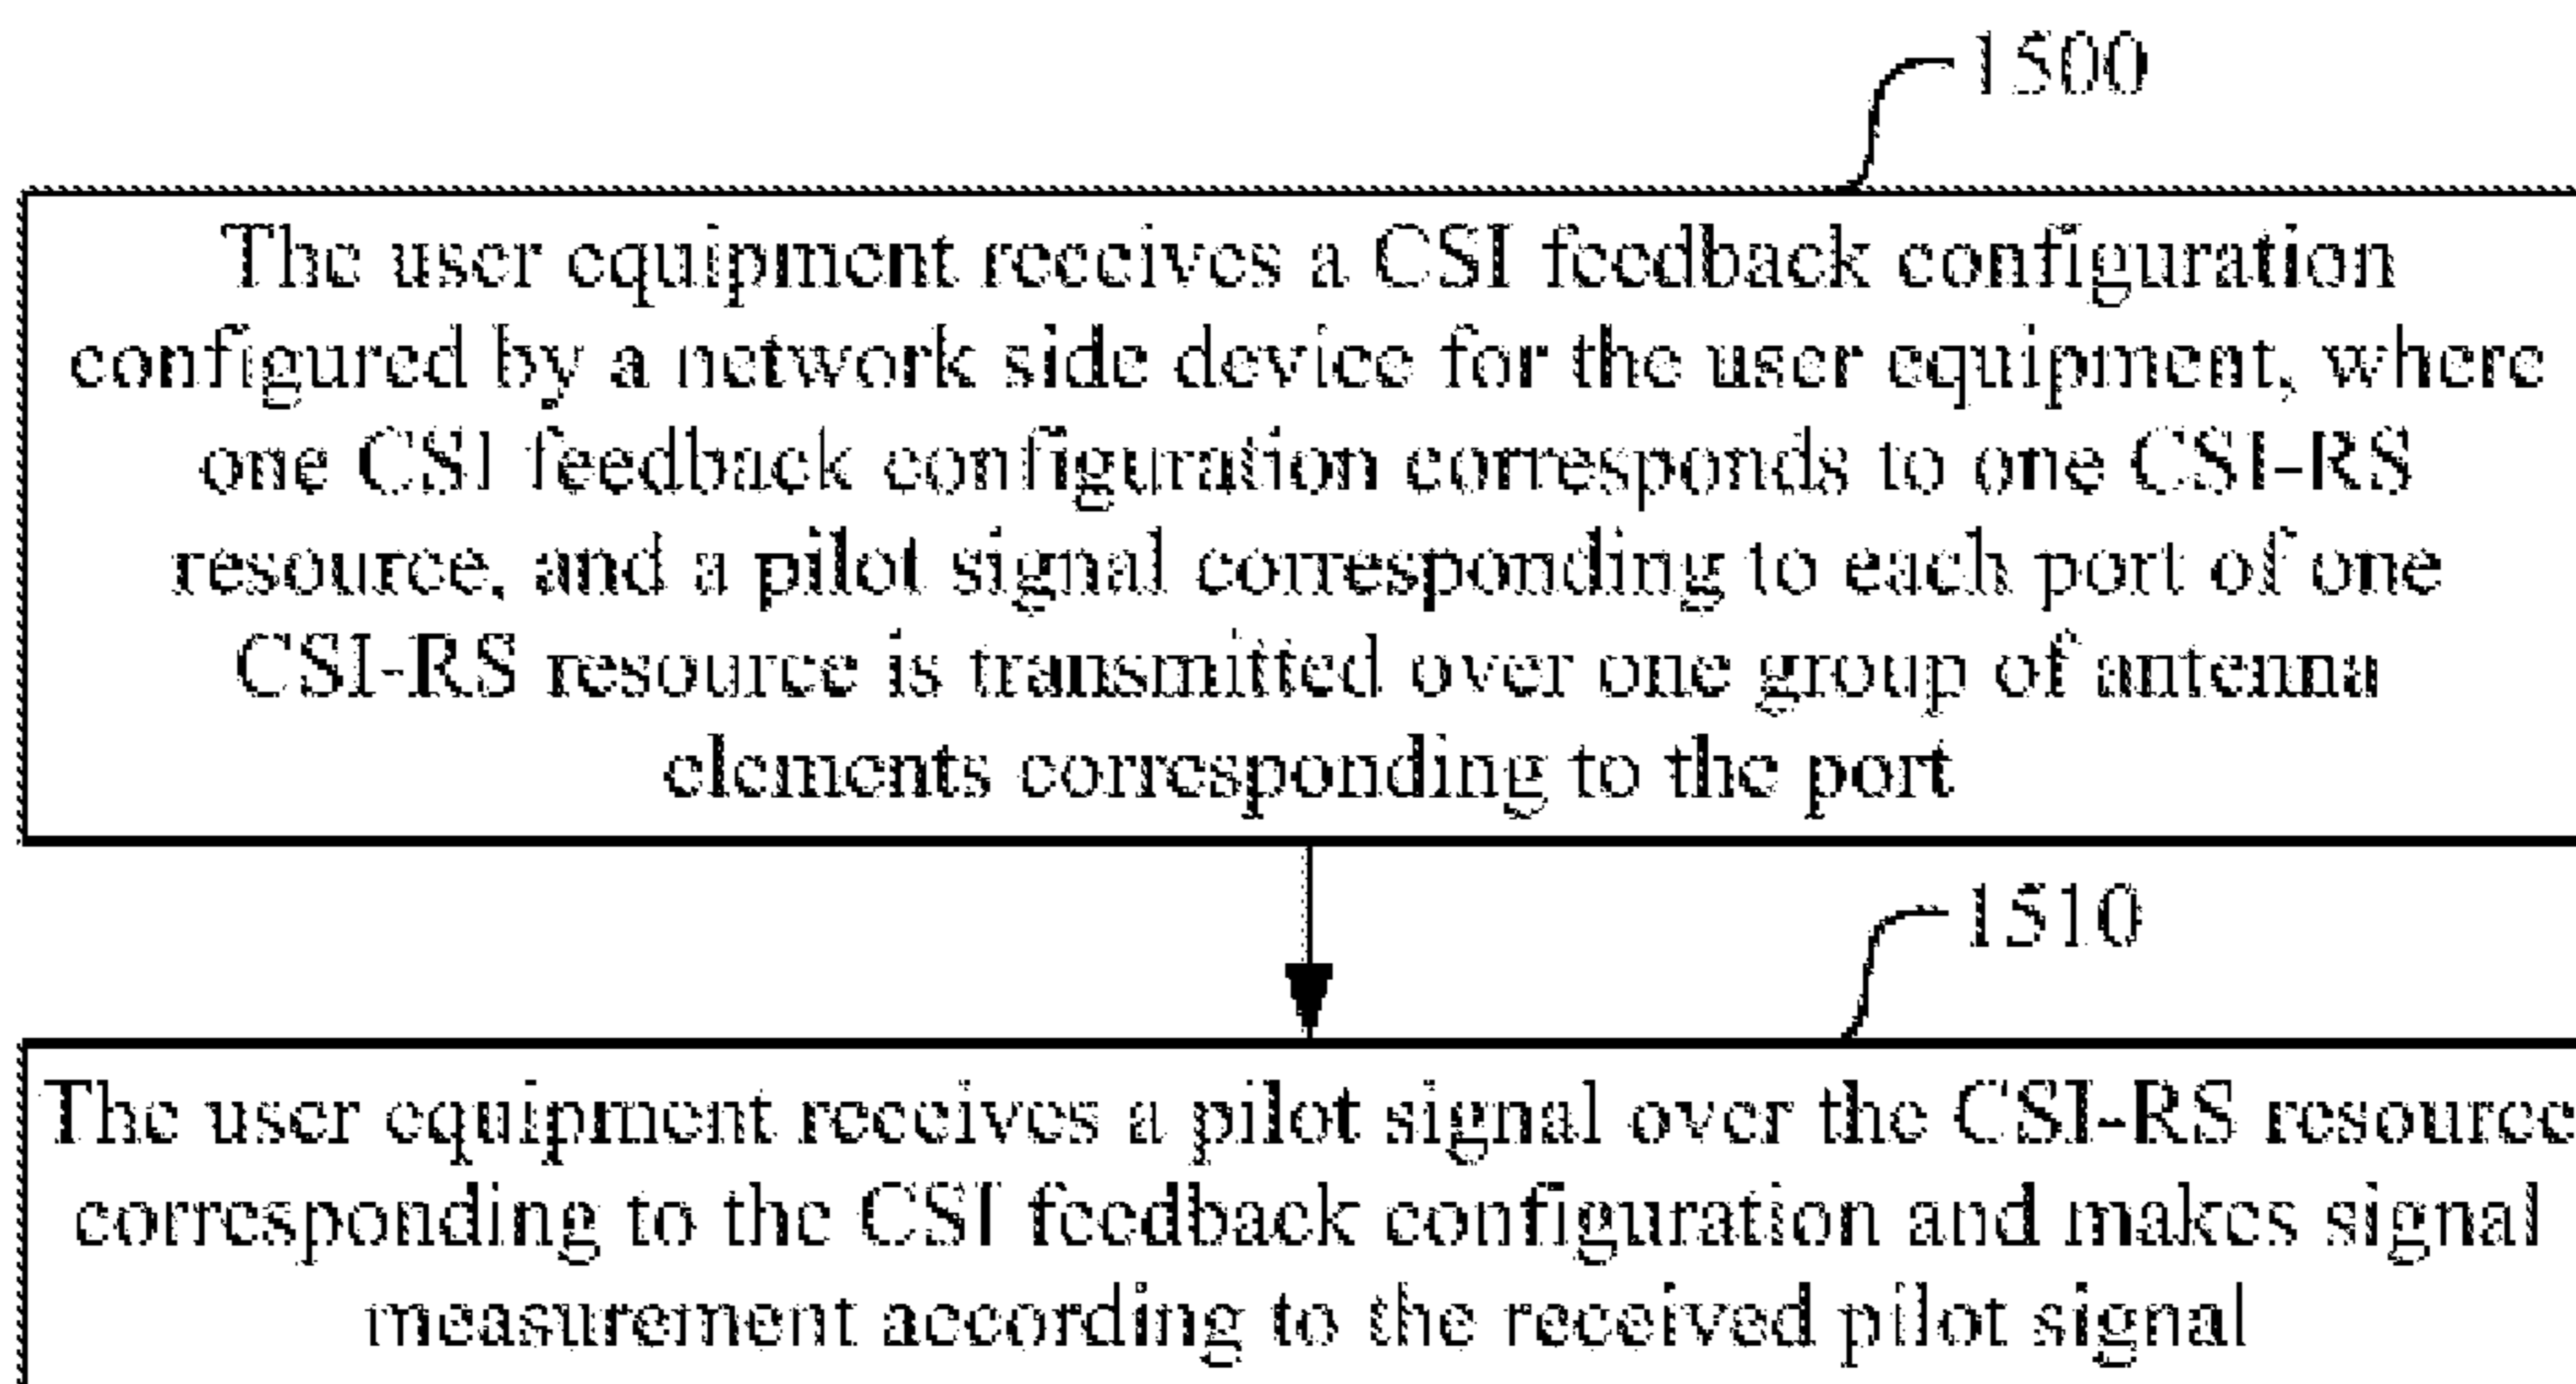 1500
The user equipment receives a CSI feedback configuration
configured by a network side device for the user equipment, where
one CSI feedback configuration corresponds to one CSI-RS
resource, and a pilot signal corresponding to each port of one
CSI-RS resource is transmitted over one group of antenna
elements corresponding to the port
1510
The user equipment receives a pilot signal over the CSI-RS resource
corresponding to the CSI feedback configuration and makes signal
measurement according to the received pilot signal